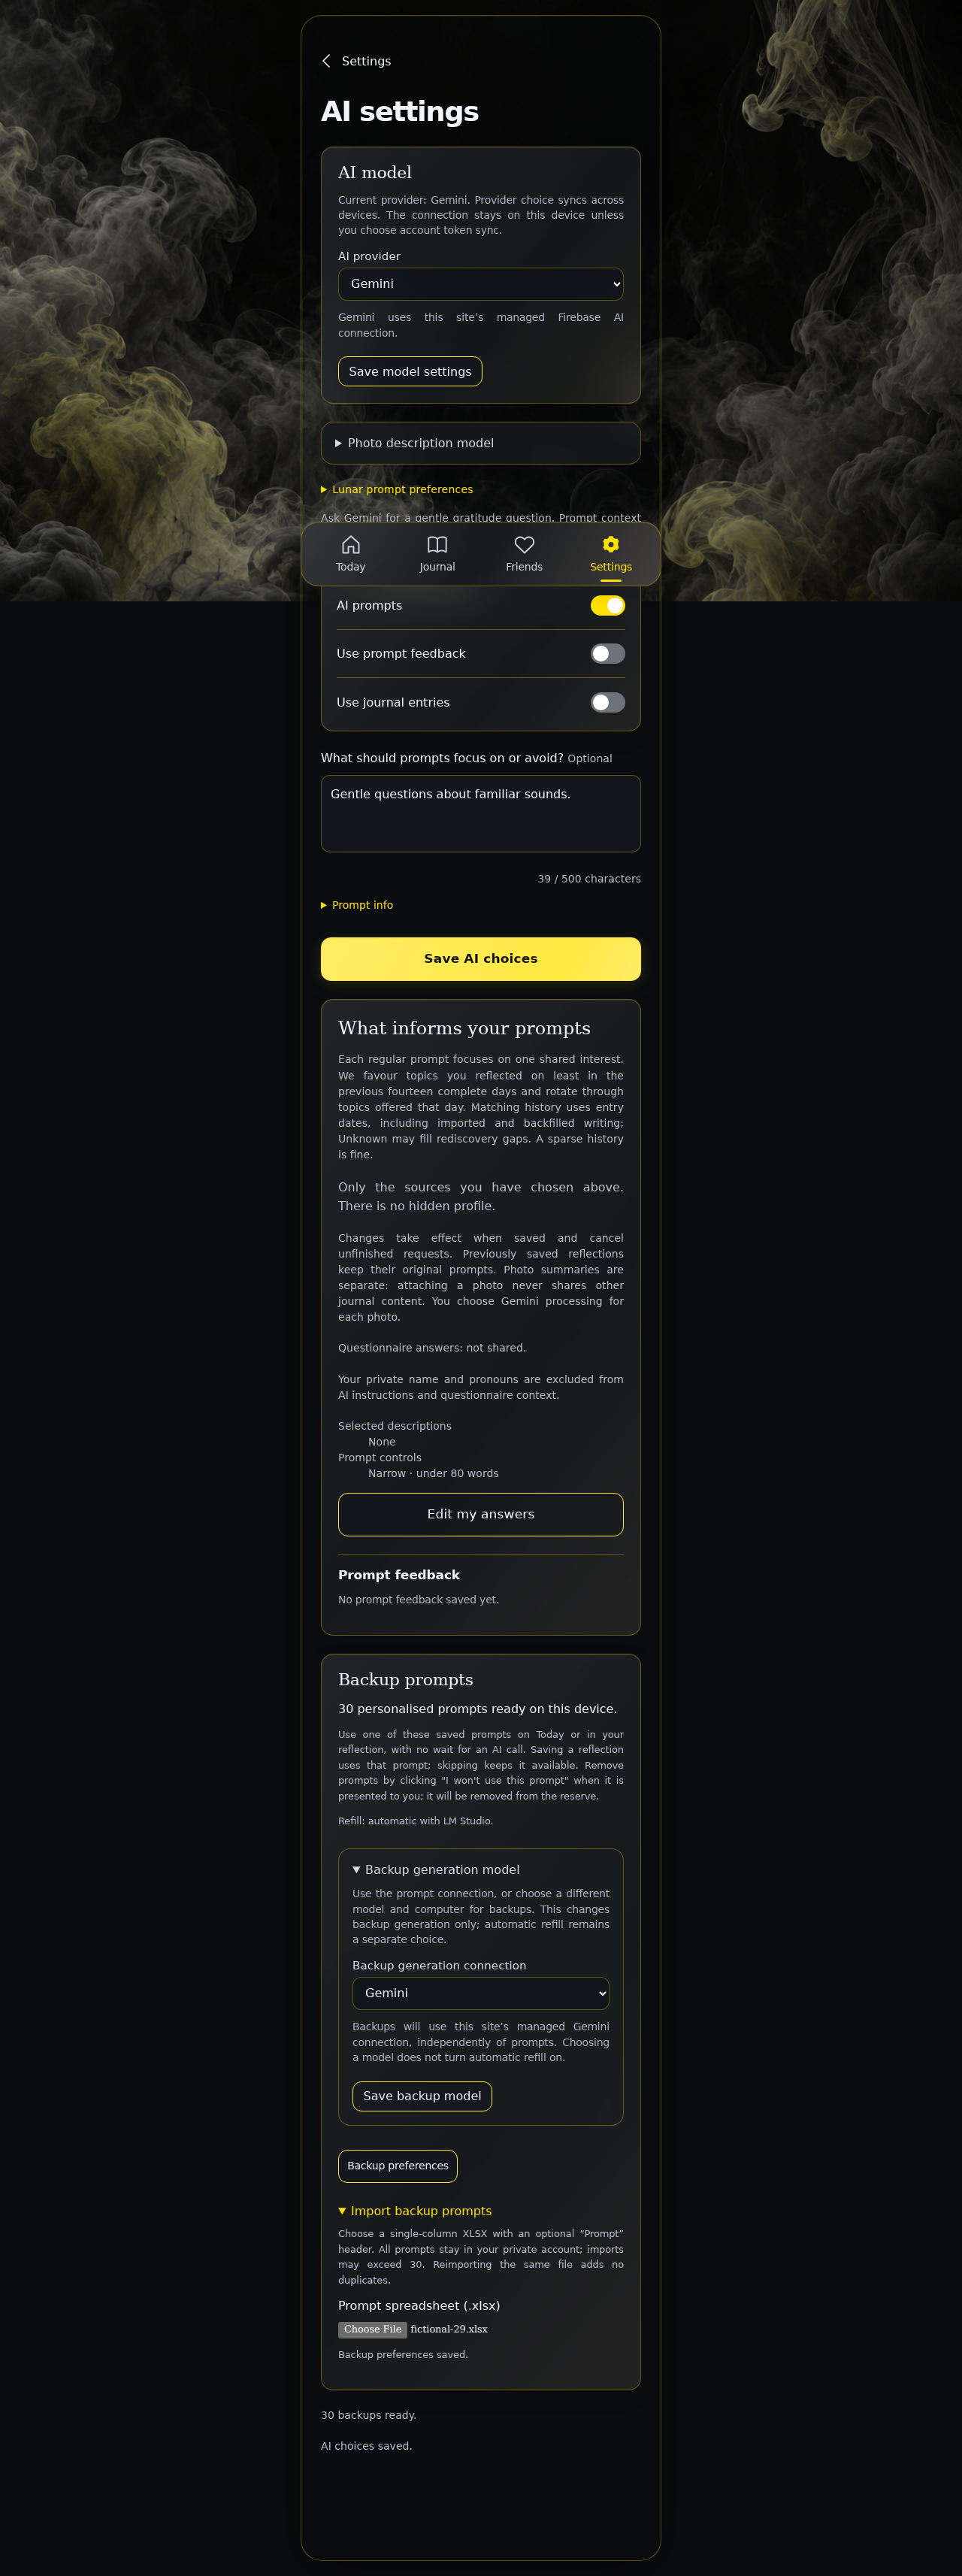 Settings
AI settings
AI model
Current provider: Gemini. Provider choice syncs across
devices. The connection stays on this device unless
you choose account token sync.
AI provider
Gemini
Gemini uses this site’s managed Firebase AI
connection.
Save model settings
Photo description model
Lunar prompt preferences
Ask Gemini for a gentle gratitude question. Prompt context
Today
Journal
Friends
Settings
AI prompts
Use prompt feedback
Use journal entries
What should prompts focus on or avoid? Optional
Gentle questions about familiar sounds.
39 / 500 characters
Prompt info
Save AI choices
What informs your prompts
Each regular prompt focuses on one shared interest.
We favour topics you reflected on least in the
previous fourteen complete days and rotate through
topics offered that day. Matching history uses entry
dates, including imported and backfilled writing;
Unknown may fill rediscovery gaps. A sparse history
is fine.
Only the sources you have chosen above.
There is no hidden profile.
Changes take effect when saved and cancel
unfinished requests. Previously saved reflections
keep their original prompts. Photo summaries are
separate: attaching a photo never shares other
journal content. You choose Gemini processing for
each photo.
Questionnaire answers: not shared.
Your private name and pronouns are excluded from
AI instructions and questionnaire context.
Selected descriptions
None
Prompt controls
Narrow · under 80 words
Edit my answers
Prompt feedback
No prompt feedback saved yet.
Backup prompts
30 personalised prompts ready on this device.
Use one of these saved prompts on Today or in your
reflection, with no wait for an AI call. Saving a reflection
uses that prompt; skipping keeps it available. Remove
prompts by clicking "I won't use this prompt" when it is
presented to you; it will be removed from the reserve.
Refill: automatic with LM Studio.
Backup generation model
Use the prompt connection, or choose a different
model and computer for backups. This changes
backup generation only; automatic refill remains
a separate choice.
Backup generation connection
Gemini
Backups will use this site’s managed Gemini
connection, independently of prompts. Choosing
a model does not turn automatic refill on.
Save backup model
Backup preferences
Import backup prompts
Choose a single-column XLSX with an optional “Prompt”
header. All prompts stay in your private account; imports
may exceed 30. Reimporting the same file adds no
duplicates.
Prompt spreadsheet (.xlsx)
Choose File fictional-29.xlsx
Backup preferences saved.
30 backups ready.
AI choices saved.